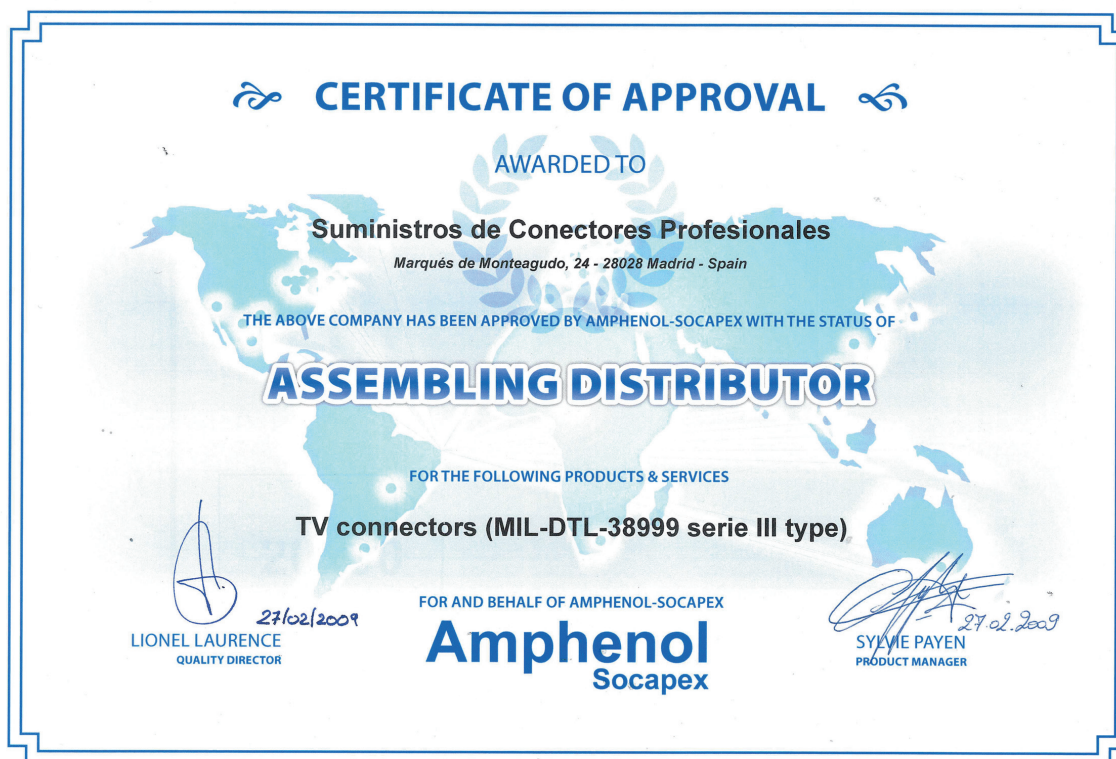 CERTIFICATE OF APPROVAL
AWARDED TO
Suministros de Conectores Profesionales
Marqués de Monteagudo, 24 - 28028 Madrid - Spain
THE ABOVE COMPANY HAS BEEN APPROVED BY AMPHENOL-SOCAPEX WITH THE STATUS OF
ASSEMBLING DISTRIBUTOR
FOR THE FOLLOWING PRODUCTS & SERVICES
TV connectors (MIL-DTL-38999 serie III type)
27/02/2009
LIONEL LAURENCE
QUALITY DIRECTOR
FOR AND BEHALF OF AMPHENOL-SOCAPEX
Amphenol
Socapex
27.02.2009
SYLVIE PAYEN
PRODUCT MANAGER